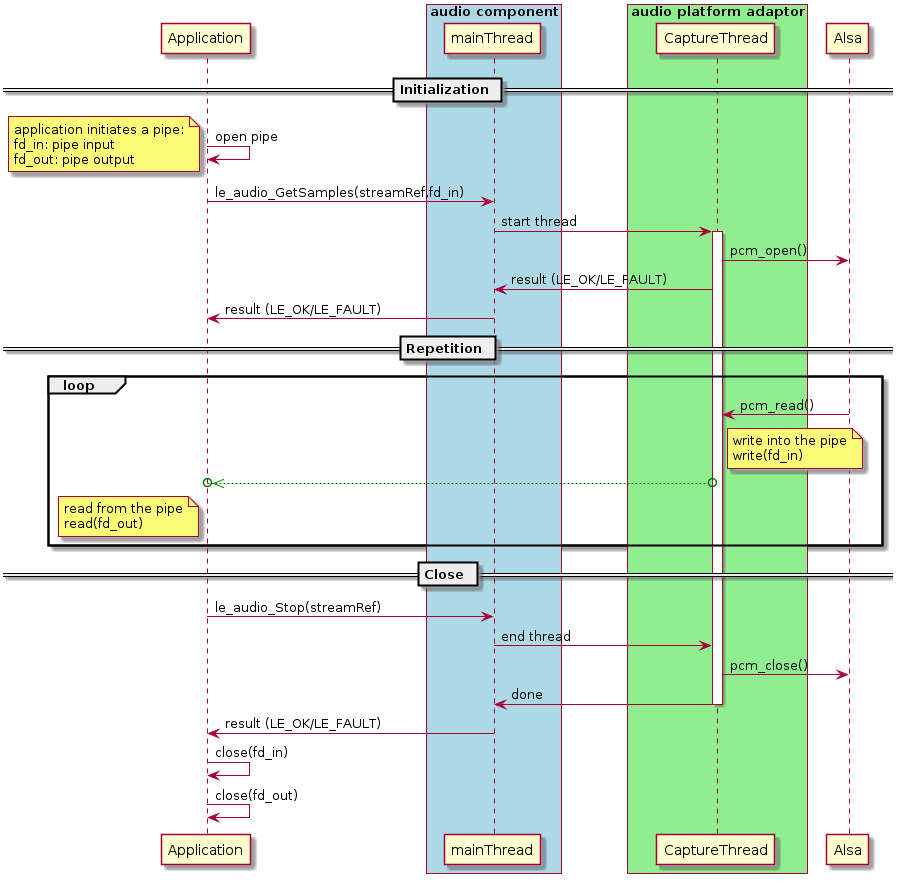 audio component
audio platform adaptor
Application
mainThread
CaptureThread
Alsa
Initialization
application initiates a pipe:
fd_in: pipe input
fd_out: pipe output
open pipe
le_audio_GetSamples(streamRef,fd_in)
start thread
pcm_open()
result (LE_OK/LE_FAULT)
result (LE_OK/LE_FAULT)
Repetition
loop
pcm_read()
write into the pipe
write(fd_in)
read from the pipe
read(fd_out)
Close
le_audio_Stop(streamRef)
end thread
pcm_close()
done
result (LE_OK/LE_FAULT)
close(fd_in)
close(fd_out)
Application
mainThread
CaptureThread
Alsa